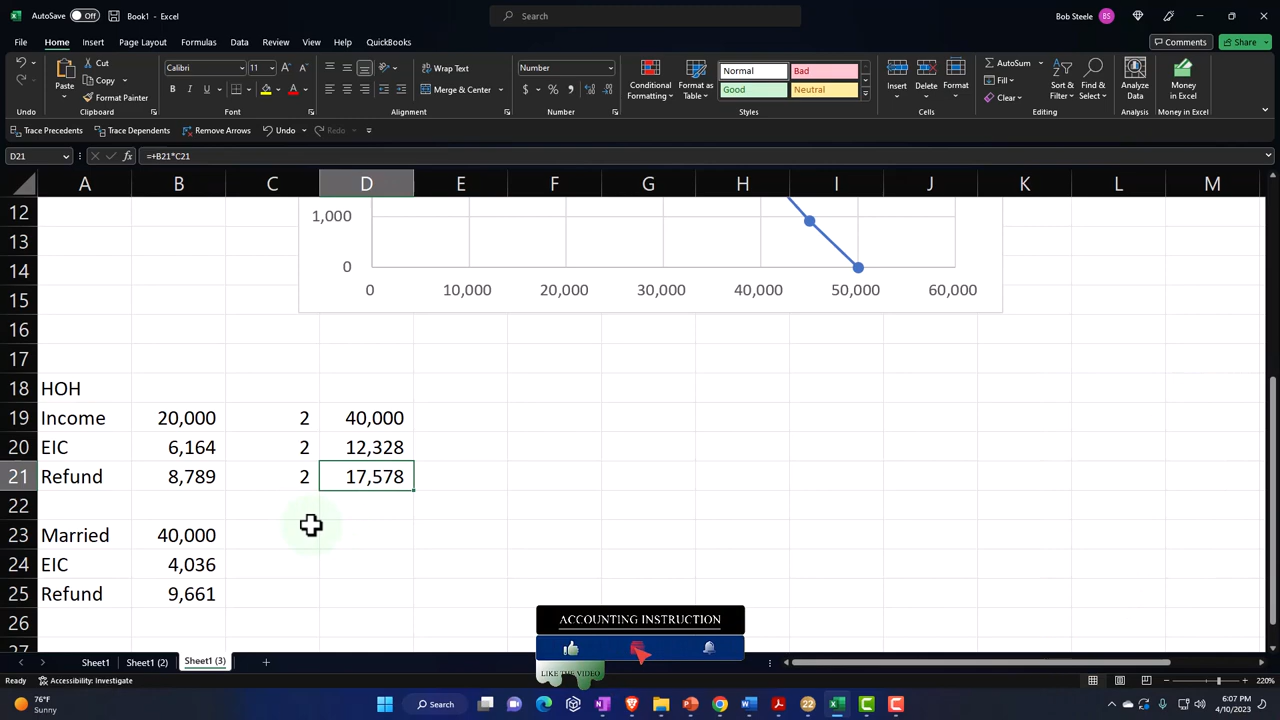 AutoSave Off Book1 - Excel Search Bob Steele BS
File Home Insert Page Layout Formulas Data Review View Help QuickBooks Comments Share
Cut Copy Format Painter Paste
Calibri 11
Wrap Text Merge & Center
Number
Conditional Formatting Format as Table
Normal Bad
Good Neutral
Insert Delete Format
AutoSum Fill Clear
Sort & Filter Find & Select
Analyze Data
Money in Excel
Undo Clipboard Font Alignment Number Styles Cells Editing Analysis Money in Excel
Trace Precedents Trace Dependents Remove Arrows Undo Redo
D21 fx =+B21*C21
A B C D E F G H I J K L M
12 1,000
13
14 0
15 0 10,000 20,000 30,000 40,000 50,000 60,000
16
17
18 HOH
19 Income 20,000 2 40,000
20 EIC 6,164 2 12,328
21 Refund 8,789 2 17,578
22
23 Married 40,000
24 EIC 4,036
25 Refund 9,661
26
27
ACCOUNTING INSTRUCTION
LIKE THE VIDEO
Sheet1 Sheet1 (2) Sheet1 (3)
Ready Accessibility: Investigate 220%
76°F
Sunny
Search
22
6:07 PM
4/10/2023